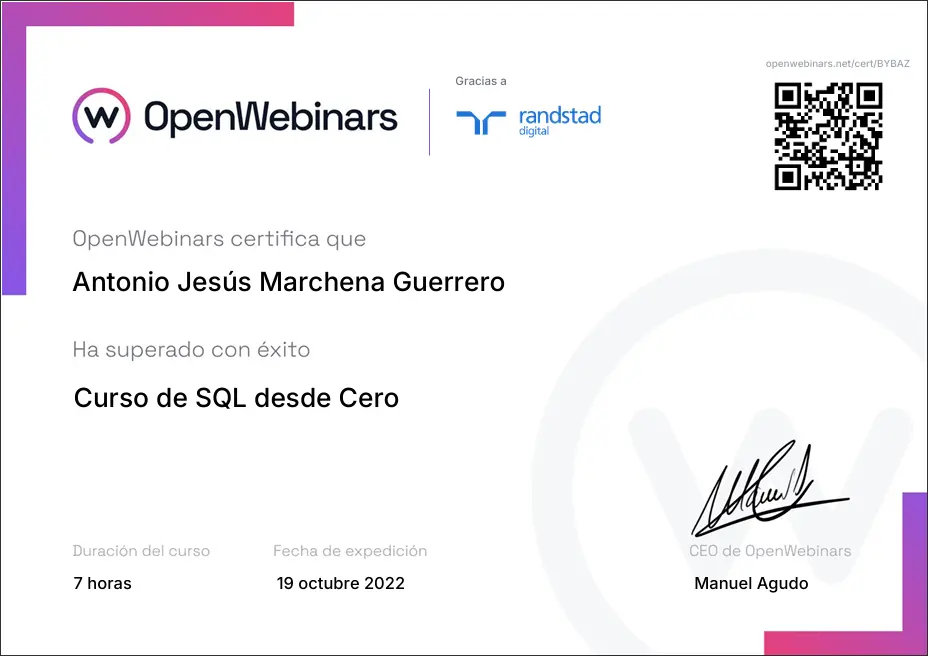 openwebinars.net/cert/BYBAZ
Gracias a
OpenWebinars
randstad
digital
OpenWebinars certifica que
Antonio Jesús Marchena Guerrero
Ha superado con éxito
Curso de SQL desde Cero
Duración del curso
7 horas
Fecha de expedición
19 octubre 2022
CEO de OpenWebinars
Manuel Agudo